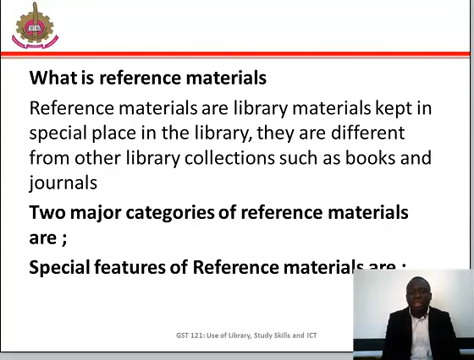 What is reference materials
Reference materials are library materials kept in
special place in the library, they are different
from other library collections such as books and
journals
Two major categories of reference materials
are ;
Special features of Reference materials are ;
GST 121: Use of Library, Study Skills and ICT